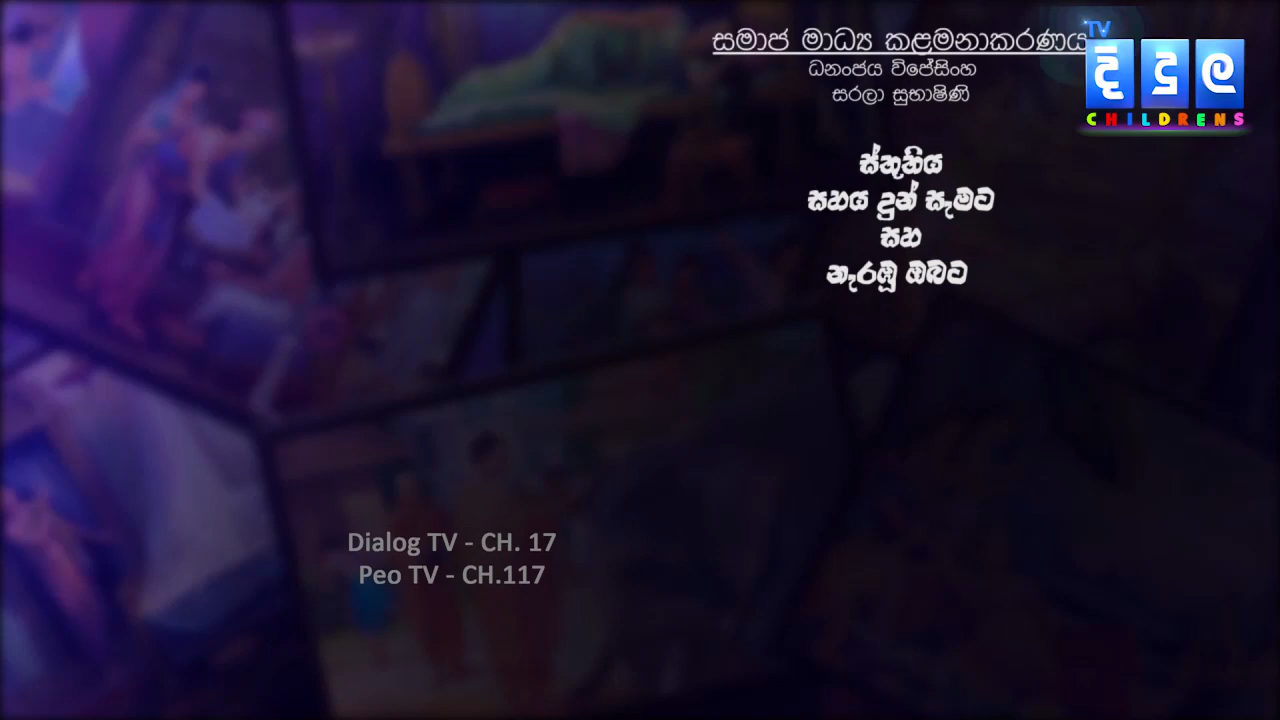 සමාජ මාධ්‍ය කළමනාකරණය
ධනංජය විජේසිංහ
සරලා සුභාෂිණි
ස්තුතිය
සහය දුන් සැමට
සහ
නැරඹූ ඔබට
TV
දිදුල
CHILDRENS
Dialog TV - CH. 17
Peo TV - CH.117